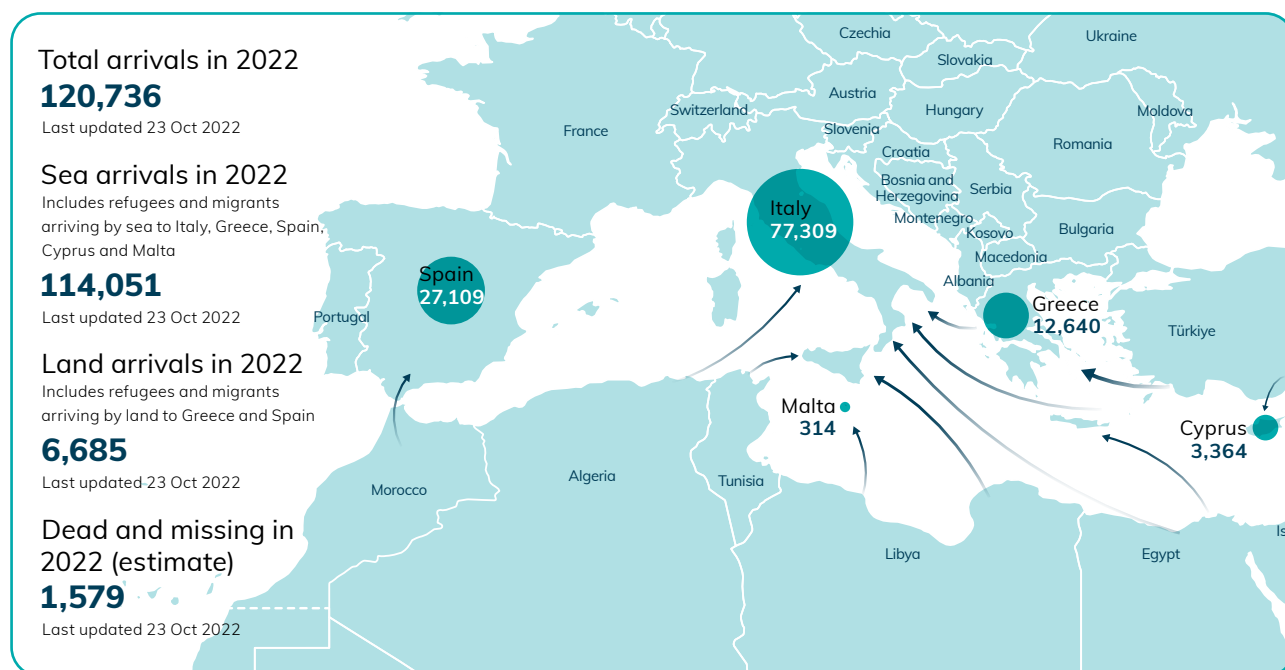 Total arrivals in 2022
120,736
Last updated 23 Oct 2022
Sea arrivals in 2022
Includes refugees and migrants
arriving by sea to Italy, Greece, Spain,
Cyprus and Malta
114,051
Last updated 23 Oct 2022
Land arrivals in 2022
Includes refugees and migrants
arriving by land to Greece and Spain
6,685
Last updated 23 Oct 2022
Dead and missing in
2022 (estimate)
1,579
Last updated 23 Oct 2022
Czechia
Ukraine
Slovakia
Austria
Switzerland
Hungary
Moldova
France
Slovenia
Romania
Croatia
Bosnia and
Herzegovina
Serbia
Italy
77,309
Montenegro
Kosovo
Bulgaria
Macedonia
Spain
27,109
Albania
Portugal
Greece
12,640
Türkiye
Malta
314
Cyprus
3,364
Morocco
Algeria
Tunisia
Libya
Egypt
Is